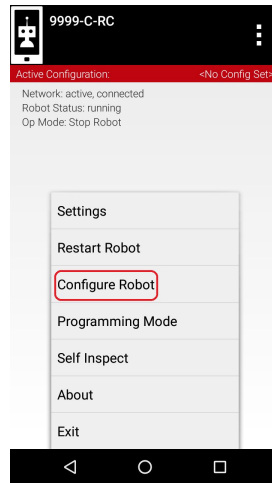 9999-C-RC
Active Configuration: <No Config Set>
Network: active, connected
Robot Status: running
Op Mode: Stop Robot
Settings
Restart Robot
Configure Robot
Programming Mode
Self Inspect
About
Exit